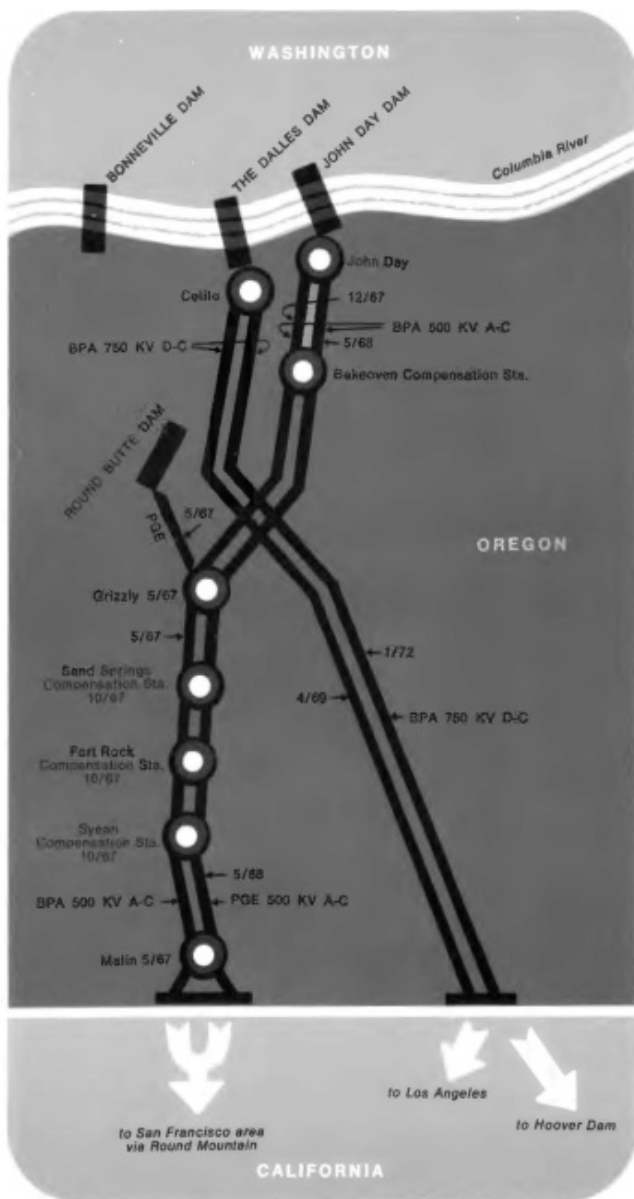 WASHINGTON
BONNEVILLE DAM
THE DALLES DAM
JOHN DAY DAM
Columbia River
John Day
Celilo
12/67
BPA 750 KV D-C
BPA 500 KV A-C
5/68
Bakeoven Compensation Sta.
ROUND BUTTE DAM
PGE
5/67
OREGON
Grizzly 5/67
5/67
1/72
Sand Springs
Compensation Sta.
10/67
4/69
BPA 750 KV D-C
Fort Rock
Compensation Sta.
10/67
Sycan
Compensation Sta.
10/67
5/68
BPA 500 KV A-C
PGE 500 KV A-C
Malin 5/67
to Los Angeles
to Hoover Dam
to San Francisco area
via Round Mountain
CALIFORNIA